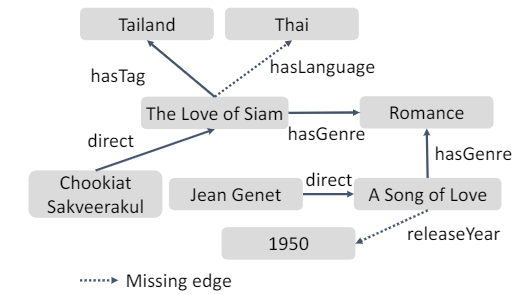 Tailand
Thai
hasTag
hasLanguage
The Love of Siam
Romance
hasGenre
direct
hasGenre
Chookiat
Sakveerakul
Jean Genet
direct
A Song of Love
releaseYear
1950
Missing edge